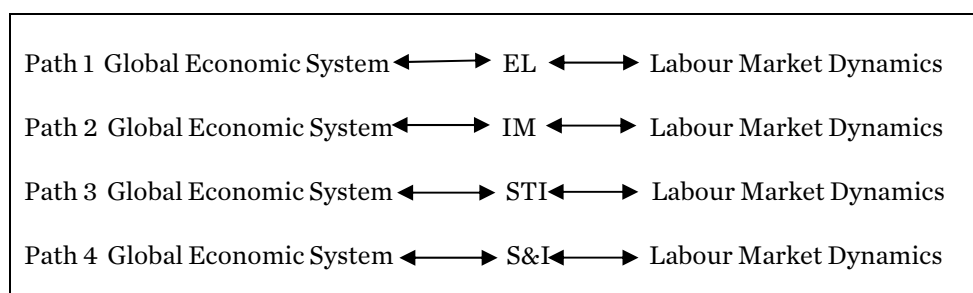 Path 1 Global Economic System EL Labour Market Dynamics
Path 2 Global Economic System IM Labour Market Dynamics
Path 3 Global Economic System STI Labour Market Dynamics
Path 4 Global Economic System S&I Labour Market Dynamics